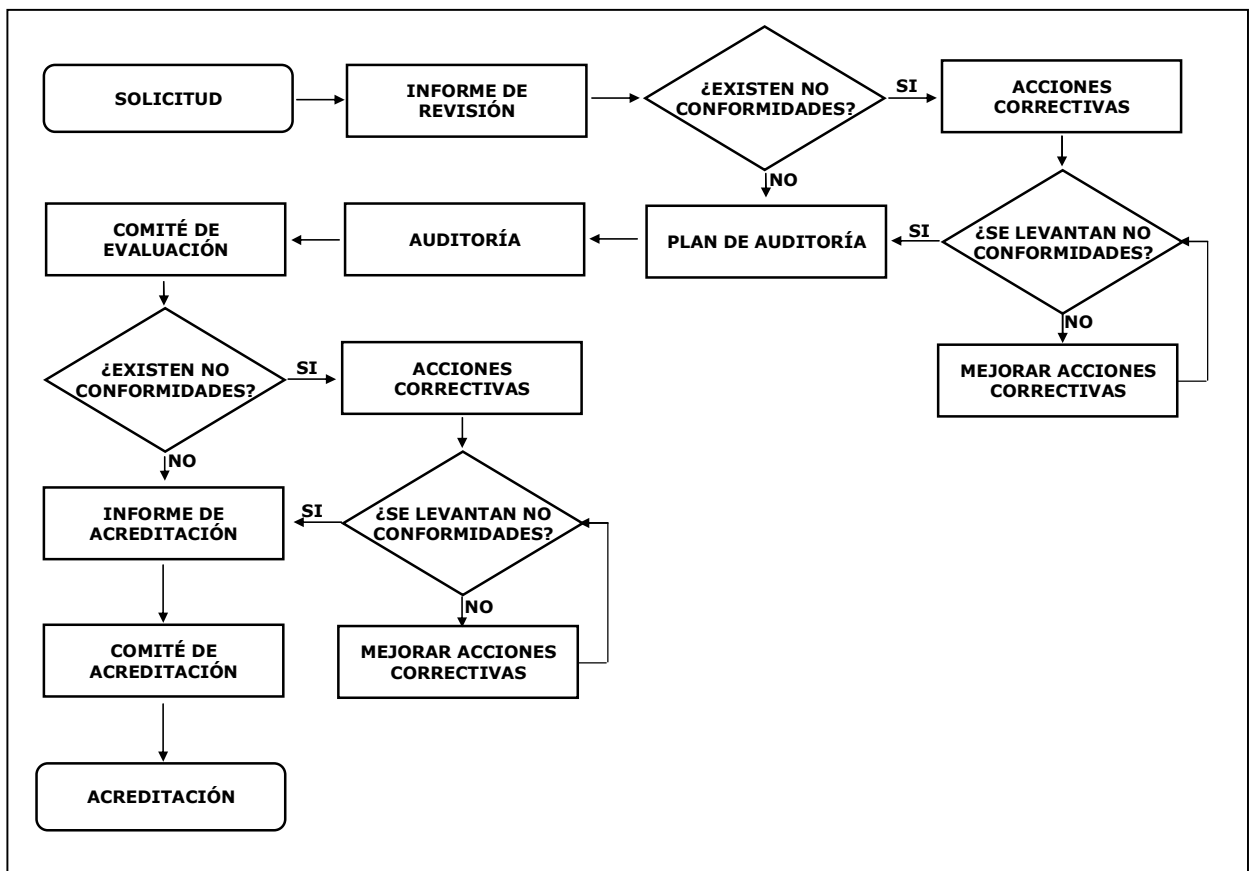 SOLICITUD
INFORME DE
REVISIÓN
¿EXISTEN NO
CONFORMIDADES?
SI
ACCIONES
CORRECTIVAS
NO
¿SE LEVANTAN NO
CONFORMIDADES?
SI
PLAN DE AUDITORÍA
AUDITORÍA
COMITÉ DE
EVALUACIÓN
NO
MEJORAR ACCIONES
CORRECTIVAS
¿EXISTEN NO
CONFORMIDADES?
SI
ACCIONES
CORRECTIVAS
NO
INFORME DE
ACREDITACIÓN
SI
¿SE LEVANTAN NO
CONFORMIDADES?
NO
MEJORAR ACCIONES
CORRECTIVAS
COMITÉ DE
ACREDITACIÓN
ACREDITACIÓN